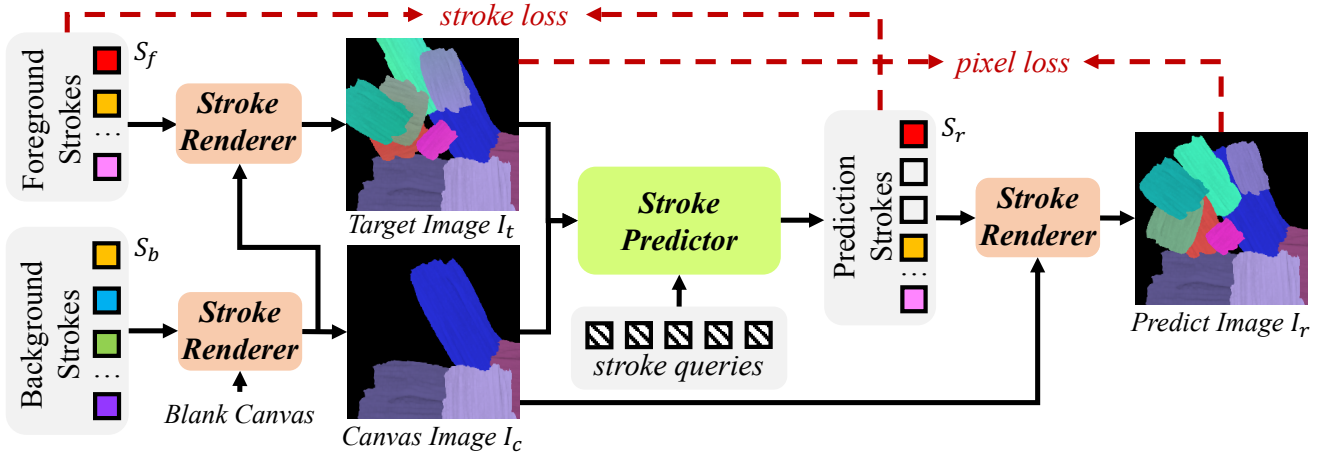 stroke loss
pixel loss
Foreground
Strokes
S_f
...
Stroke
Renderer
Target Image I_t
Background
Strokes
S_b
...
Stroke
Renderer
Blank Canvas
Canvas Image I_c
Stroke
Predictor
stroke queries
Prediction
Strokes
S_r
...
Stroke
Renderer
Predict Image I_r